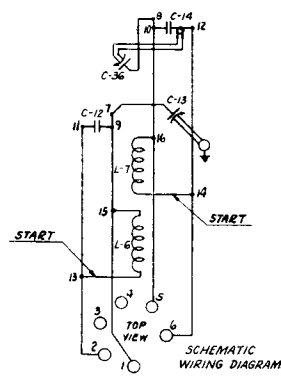 8
10 C-14 12
C-36
7 C-13
C-12
11 9
16
L-7
14
START
15
START L-6
13
4
3 5
TOP
VIEW 6
2
1
SCHEMATIC
WIRING DIAGRAM